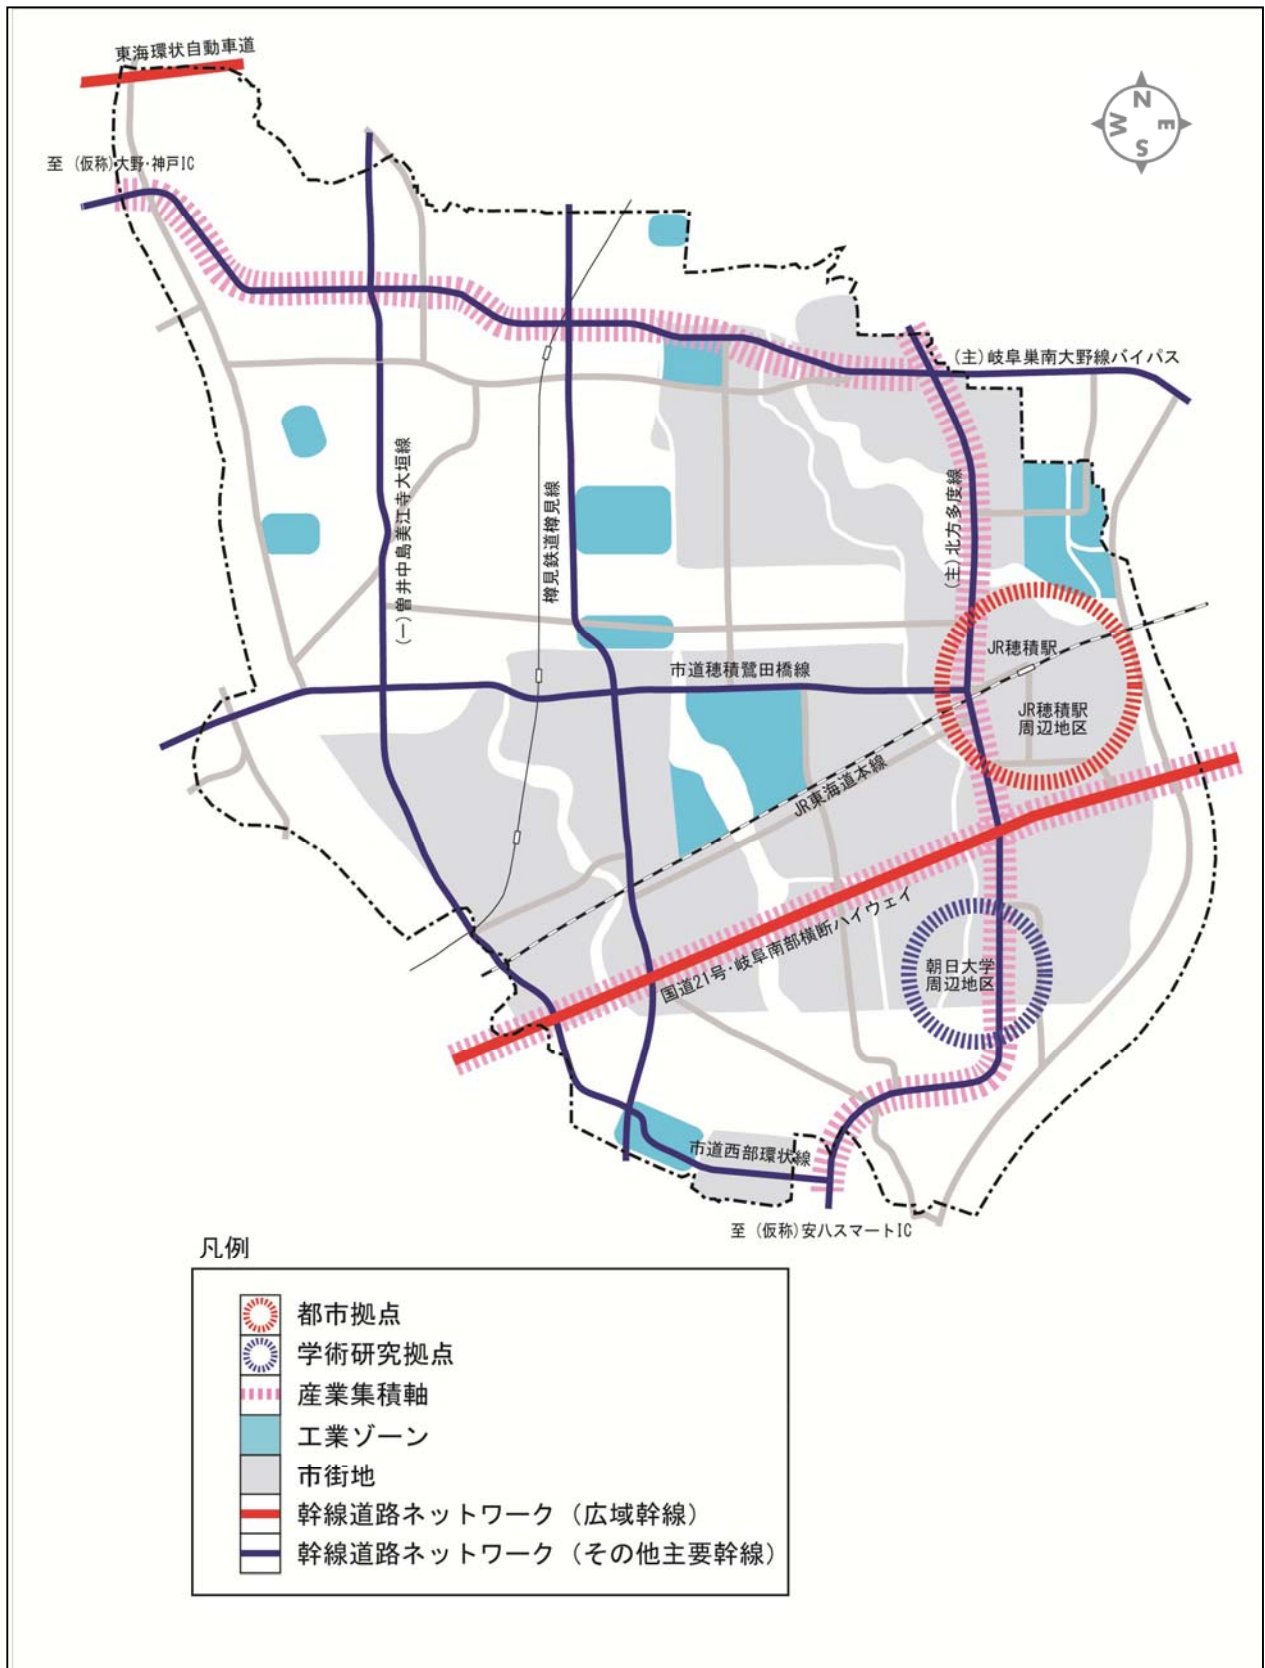 東海環状自動車道
N
E
S
W
至（仮称）大野・神戸IC
（主）岐阜巣南大野線バイパス
（一）曽井中島美江寺大垣線
樽見鉄道樽見線
（主）北方多度線
JR穂積駅
市道穂積鷺田橋線
JR穂積駅
周辺地区
JR東海道本線
国道21号・岐阜南部横断ハイウェイ
朝日大学
周辺地区
市道西部環状線
至（仮称）安八スマートIC
凡例
都市拠点
学術研究拠点
産業集積軸
工業ゾーン
市街地
幹線道路ネットワーク（広域幹線）
幹線道路ネットワーク（その他主要幹線）